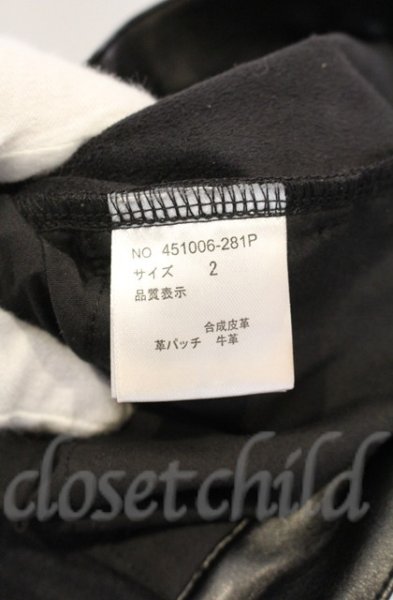 NO 451006-281P
サイズ 2
品質表示
合成皮革
革パッチ 牛革
closet child